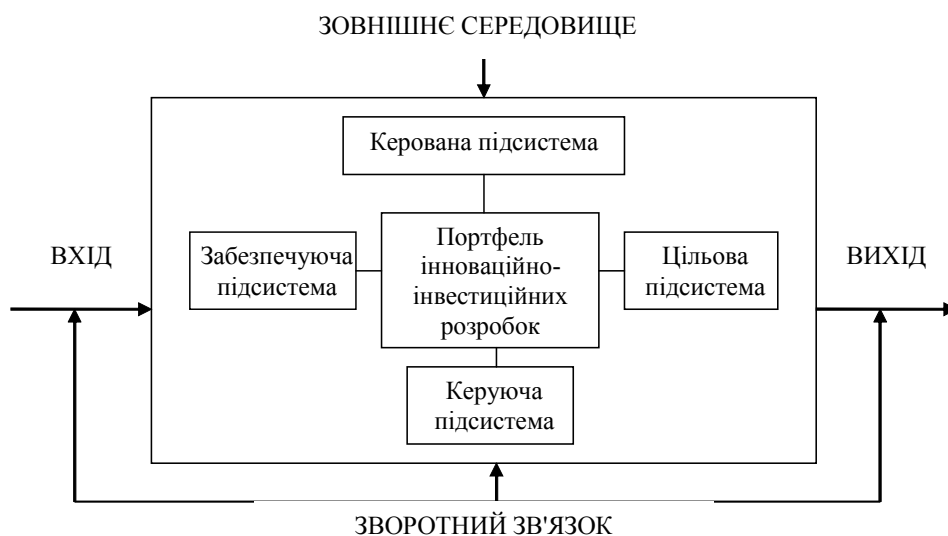 ЗОВНІШНЄ СЕРЕДОВИЩЕ
Керована підсистема
ВХІД
Забезпечуюча
підсистема
Портфель
інноваційно-
інвестиційних
розробок
Цільова
підсистема
ВИХІД
Керуюча
підсистема
ЗВОРОТНИЙ ЗВ'ЯЗОК